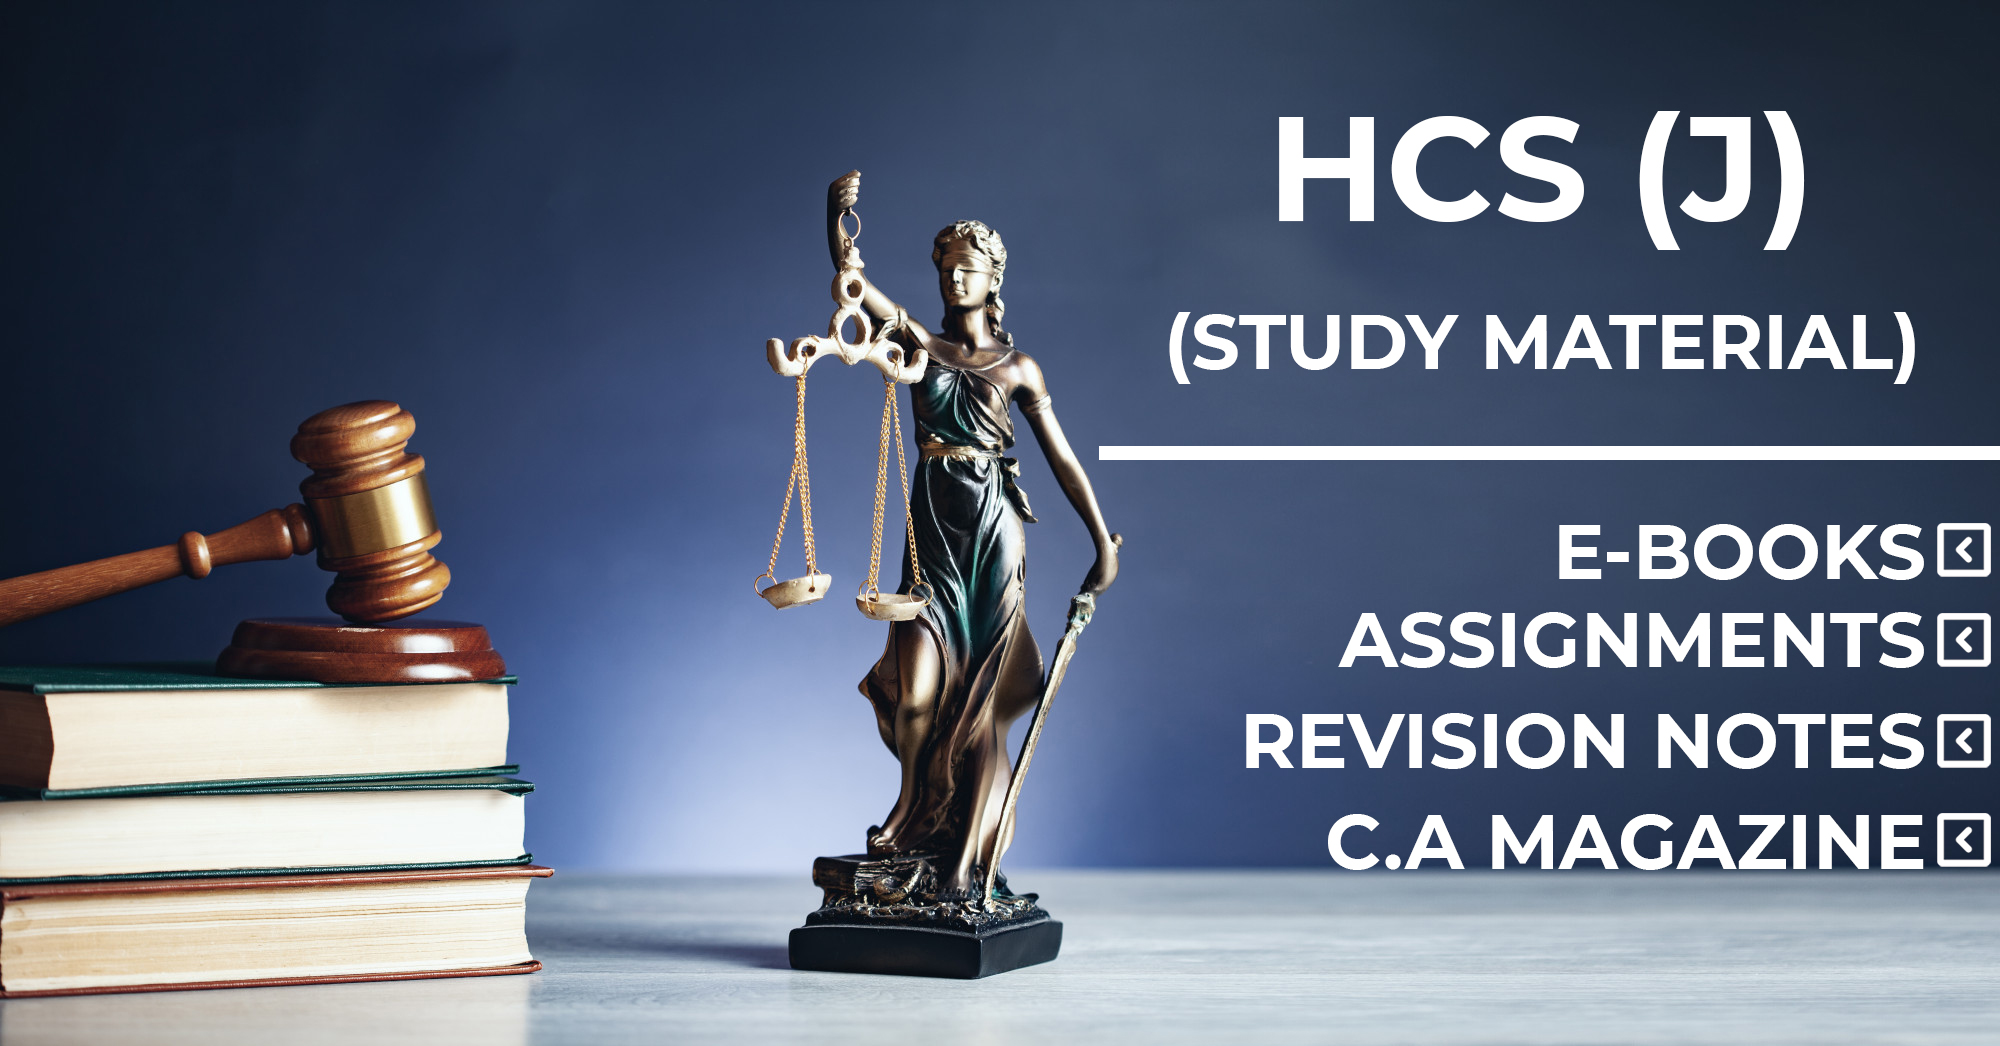 HCS (J)
(STUDY MATERIAL)
E-BOOKS
ASSIGNMENTS
REVISION NOTES
C.A MAGAZINE